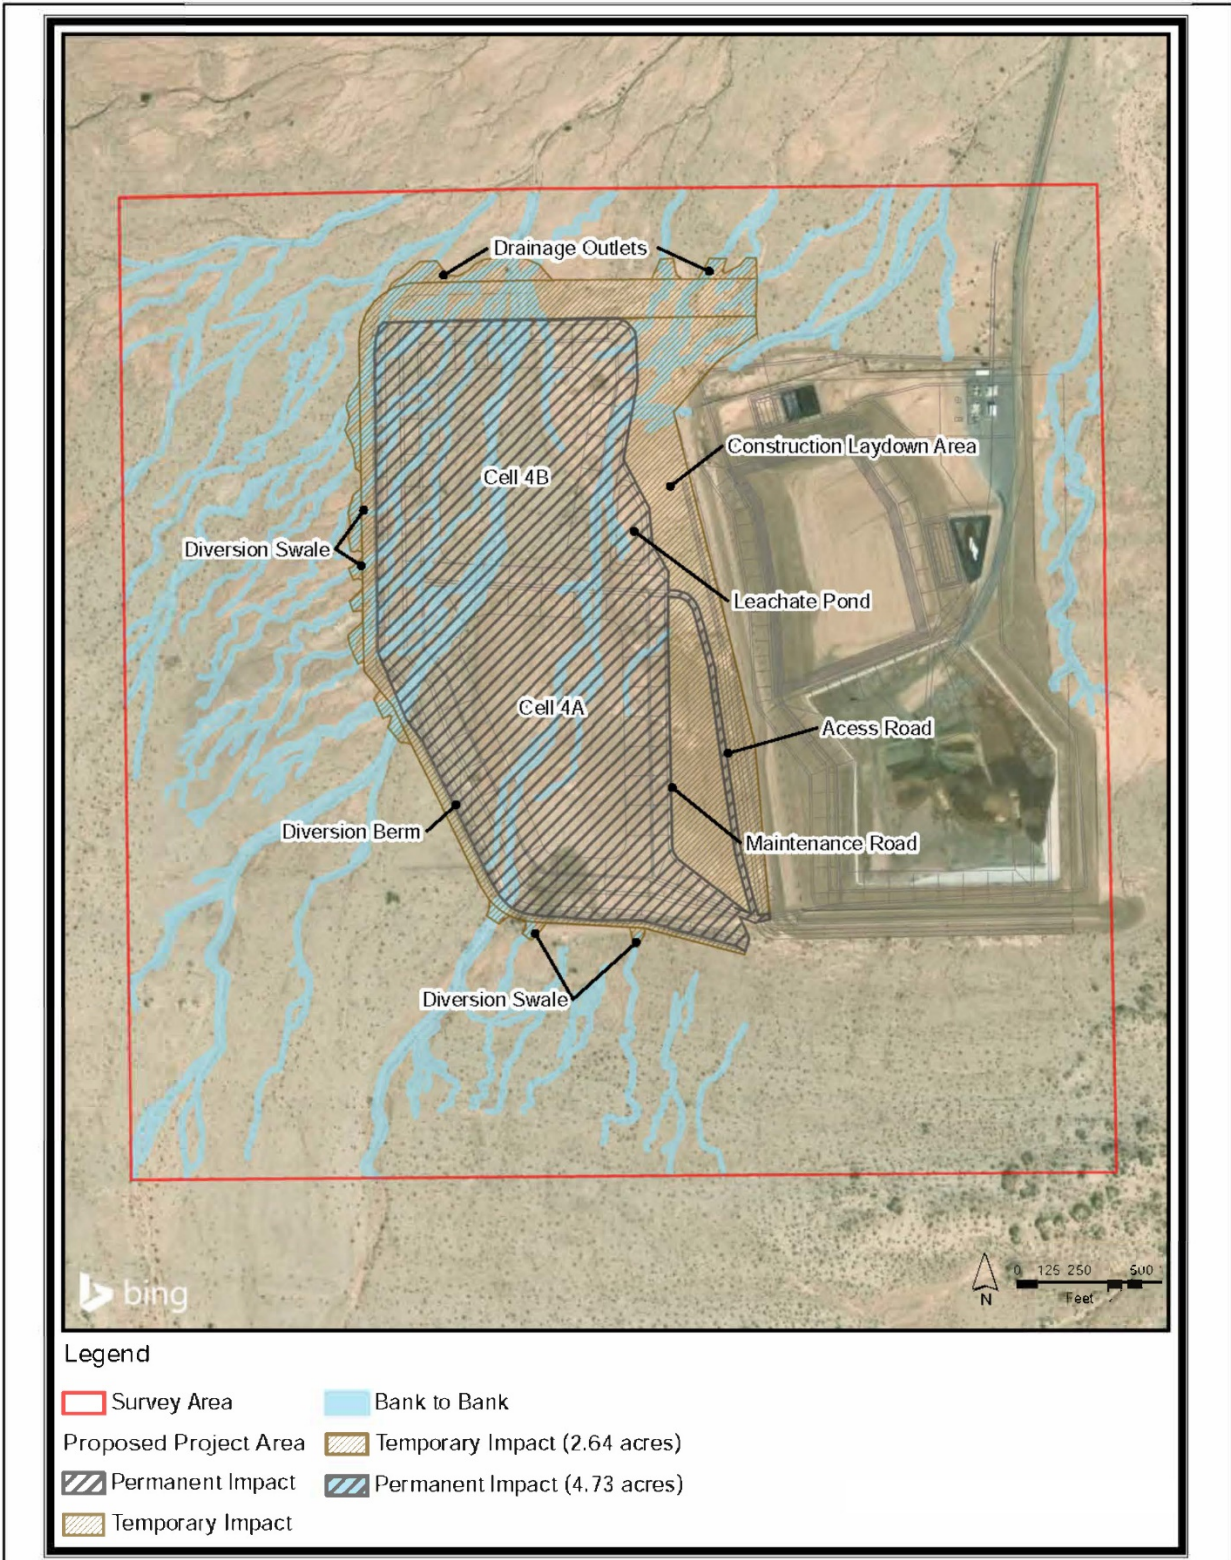 Drainage Outlets
Construction Laydown Area
Cell 4B
Diversion Swale
Leachate Pond
Cell 4A
Acess Road
Diversion Berm
Maintenance Road
Diversion Swale
bing
N
0 125 250 500
Feet
Legend
Survey Area
Bank to Bank
Proposed Project Area
Temporary Impact (2.64 acres)
Permanent Impact
Permanent Impact (4.73 acres)
Temporary Impact